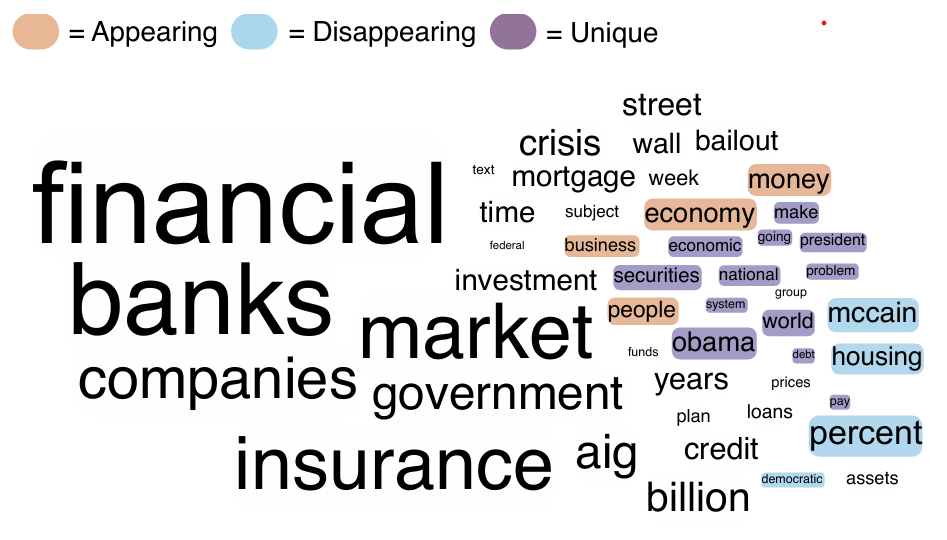 = Appearing = Disappearing = Unique
street
crisis wall bailout
text mortgage week money
financial time subject economy make
federal business economic going president
investment securities national problem
banks group
people system mccain
market world
obama
funds debt housing
companies government years prices
pay
plan loans
percent
insurance aig credit
democratic assets
billion